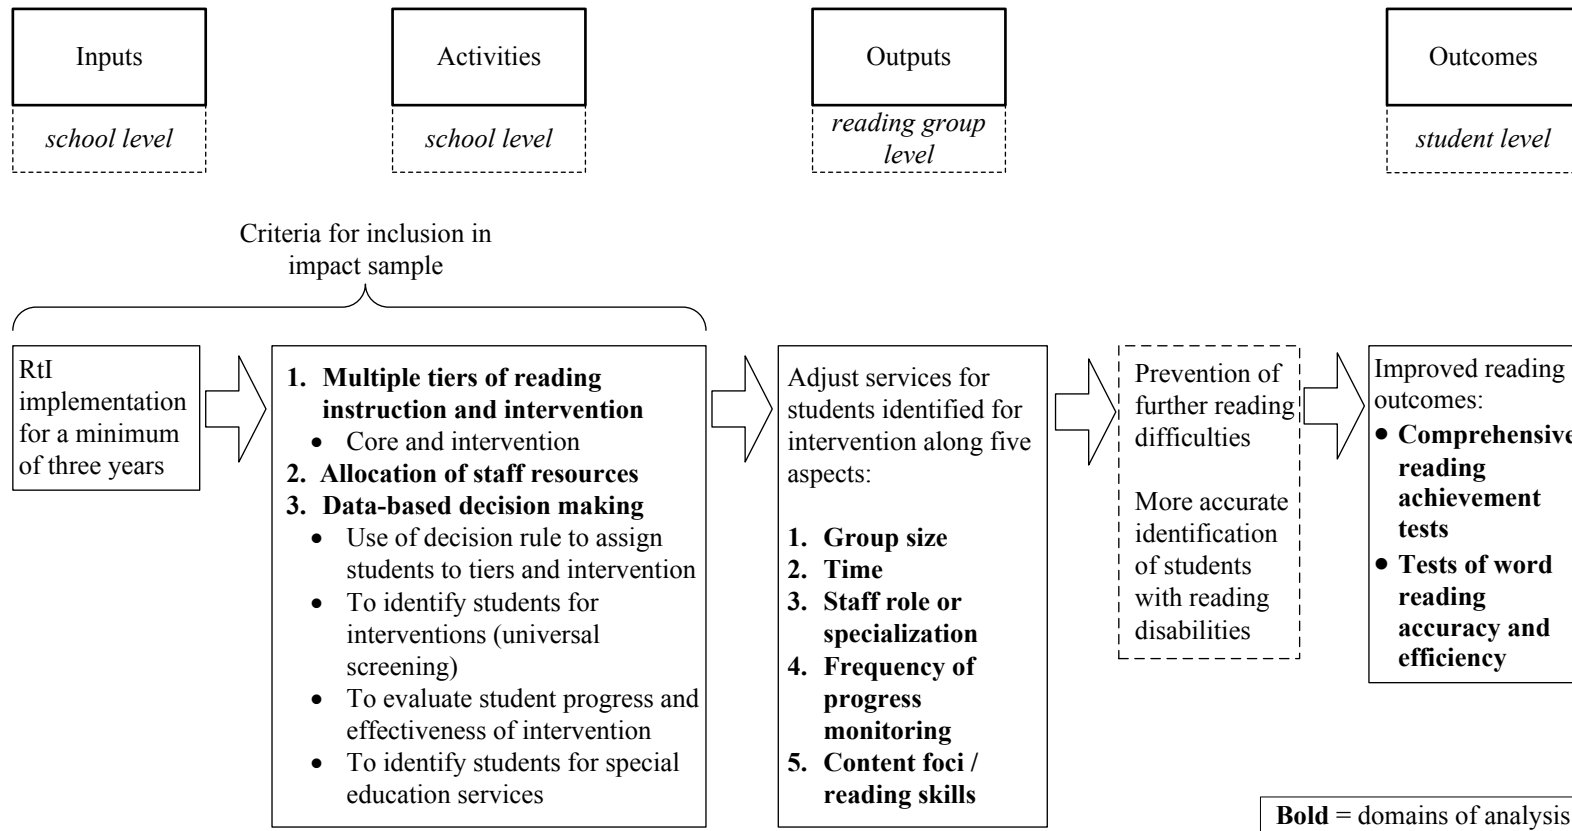 Inputs
Activities
Outputs
Outcomes
school level
school level
reading group
level
student level
Criteria for inclusion in
impact sample
RtI
implementation
for a minimum
of three years
1. Multiple tiers of reading
instruction and intervention
• Core and intervention
2. Allocation of staff resources
3. Data-based decision making
• Use of decision rule to assign
students to tiers and intervention
• To identify students for
interventions (universal
screening)
• To evaluate student progress and
effectiveness of intervention
• To identify students for special
education services
Adjust services for
students identified for
intervention along five
aspects:
1. Group size
2. Time
3. Staff role or
specialization
4. Frequency of
progress
monitoring
5. Content foci /
reading skills
Prevention of
further reading
difficulties
More accurate
identification
of students
with reading
disabilities
Improved reading
outcomes:
• Comprehensive
reading
achievement
tests
• Tests of word
reading
accuracy and
efficiency
Bold = domains of analysis